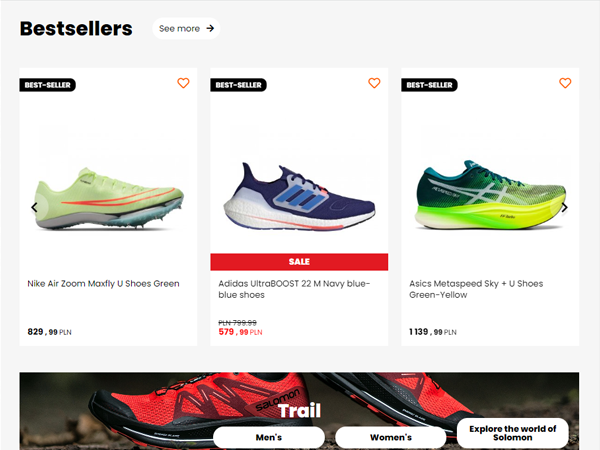 Bestsellers
See more
BEST-SELLER
BEST-SELLER
BEST-SELLER
SALE
Nike Air Zoom Maxfly U Shoes Green
Adidas UltraBOOST 22 M Navy blue-
blue shoes
Asics Metaspeed Sky + U Shoes
Green-Yellow
PLN 799.99
829 , 99 PLN
579 , 99 PLN
1 139 , 99 PLN
SALOMON
Trail
Men's
Women's
Explore the world of
Solomon